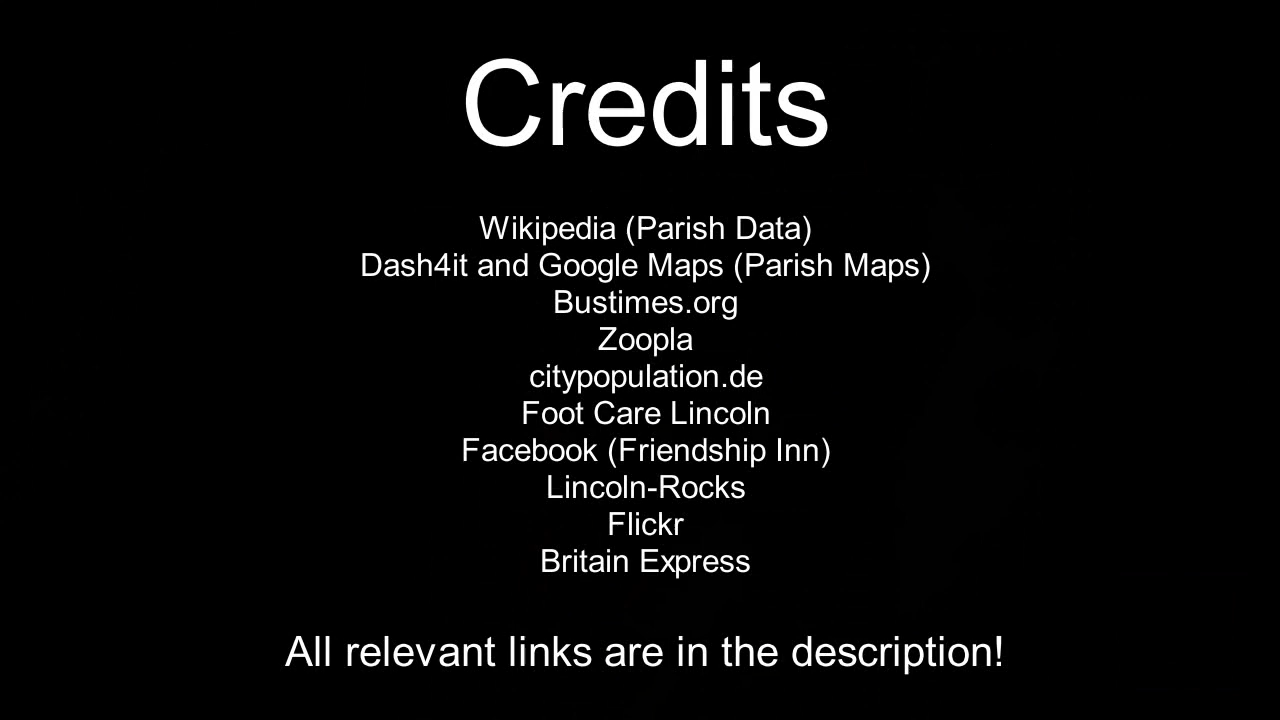 Credits
Wikipedia (Parish Data)
Dash4it and Google Maps (Parish Maps)
Bustimes.org
Zoopla
citypopulation.de
Foot Care Lincoln
Facebook (Friendship Inn)
Lincoln-Rocks
Flickr
Britain Express
All relevant links are in the description!